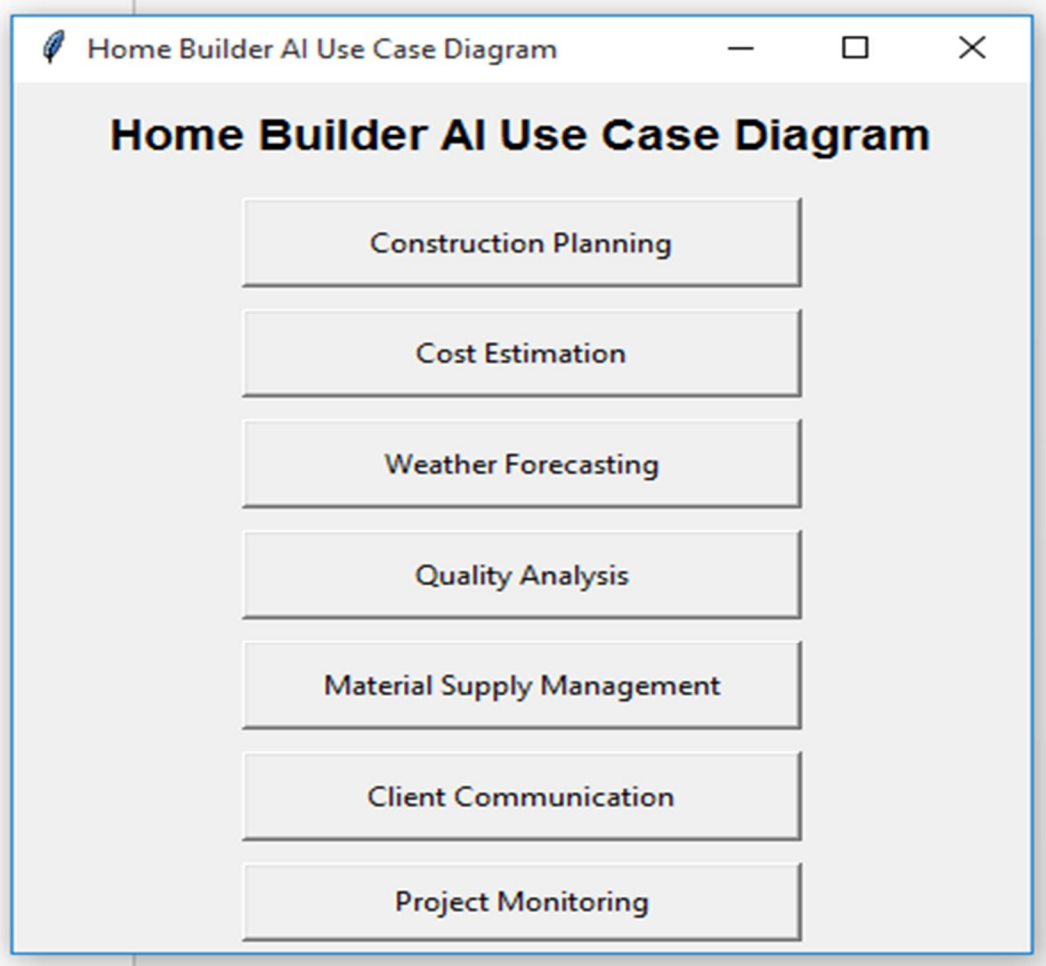 Home Builder AI Use Case Diagram
Home Builder AI Use Case Diagram
Construction Planning
Cost Estimation
Weather Forecasting
Quality Analysis
Material Supply Management
Client Communication
Project Monitoring